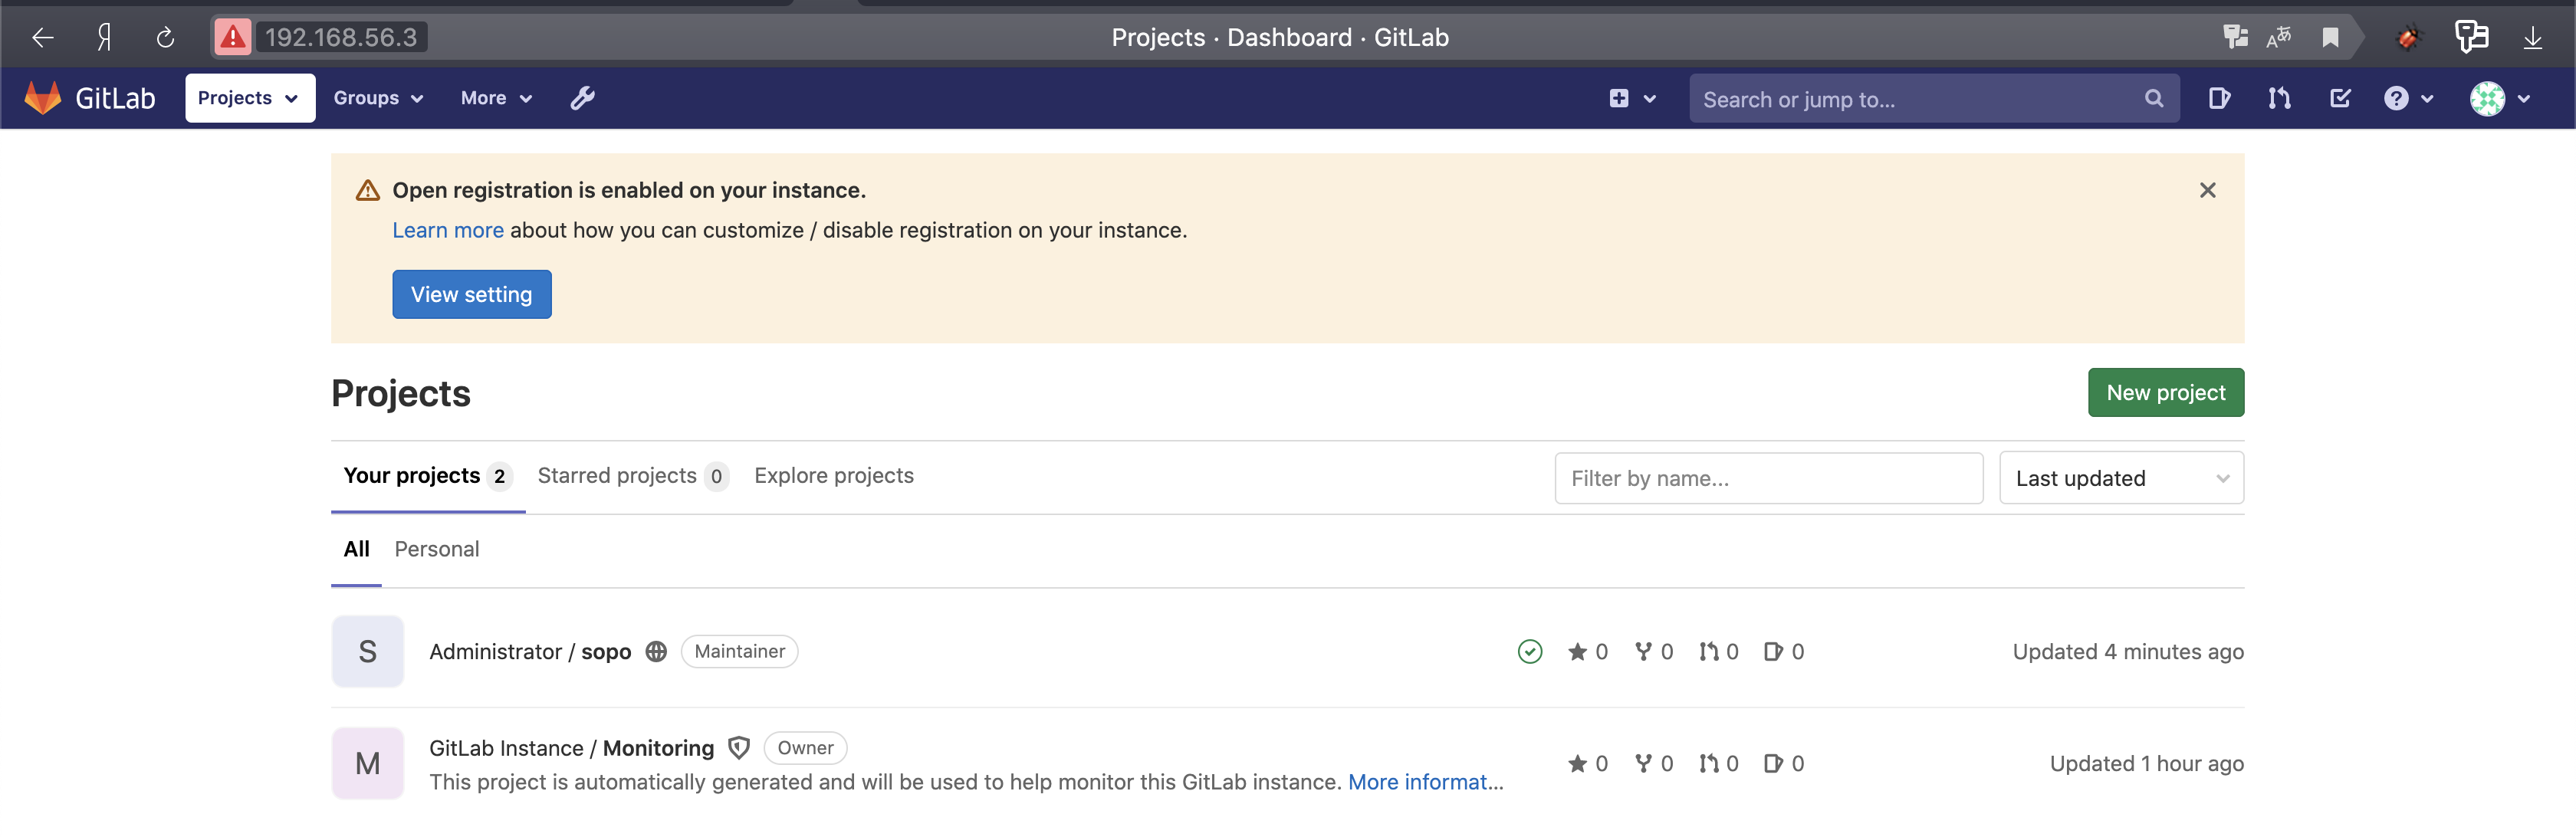 Я
192.168.56.3
Projects · Dashboard · GitLab
GitLab
Projects
Groups
More
Search or jump to...
Open registration is enabled on your instance.
Learn more about how you can customize / disable registration on your instance.
View setting
Projects
New project
Your projects 2
Starred projects 0
Explore projects
Filter by name...
Last updated
All
Personal
S
Administrator / sopo
Maintainer
0
0
0
0
Updated 4 minutes ago
M
GitLab Instance / Monitoring
Owner
This project is automatically generated and will be used to help monitor this GitLab instance. More informat...
0
0
0
0
Updated 1 hour ago